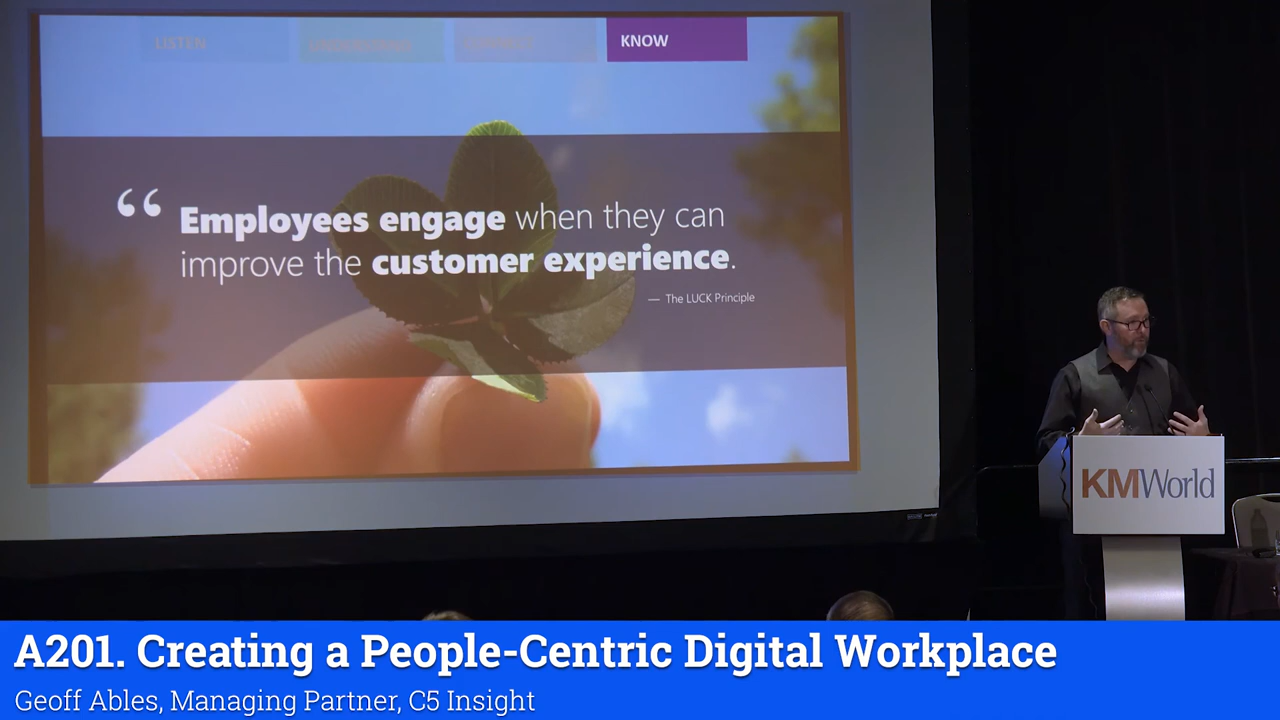 LISTEN
UNDERSTAND
CONNECT
KNOW
“ Employees engage when they can
improve the customer experience.
— The LUCK Principle
KMWorld
A201. Creating a People-Centric Digital Workplace
Geoff Ables, Managing Partner, C5 Insight